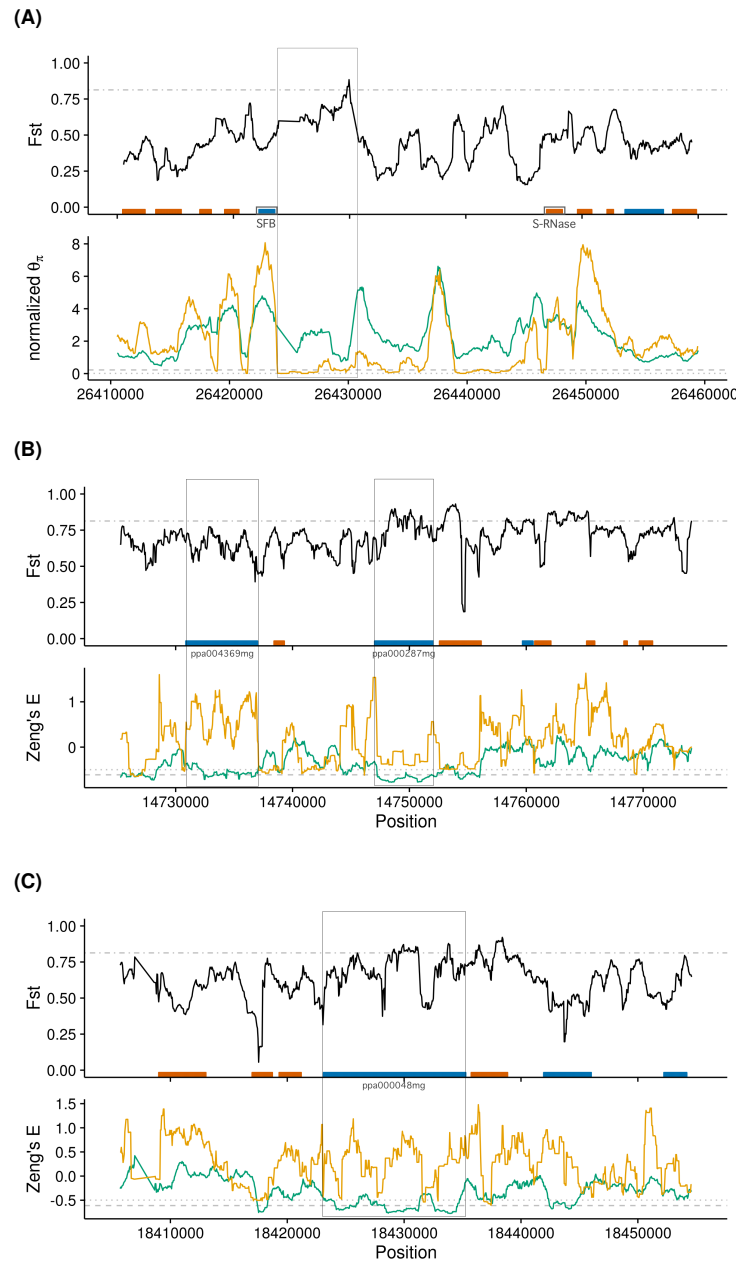 (A)
1.00
0.75
0.50
0.25
0.00
Fst
SFB
S-RNase
8
6
4
2
0
normalized θπ
26410000 26420000 26430000 26440000 26450000 26460000
(B)
1.00
0.75
0.50
0.25
0.00
Fst
ppa004369mg
ppa000287mg
1
0
Zeng's E
14730000 14740000 14750000 14760000 14770000
Position
(C)
1.00
0.75
0.50
0.25
0.00
Fst
ppa000048mg
1.5
1.0
0.5
0.0
-0.5
Zeng's E
18410000 18420000 18430000 18440000 18450000
Position